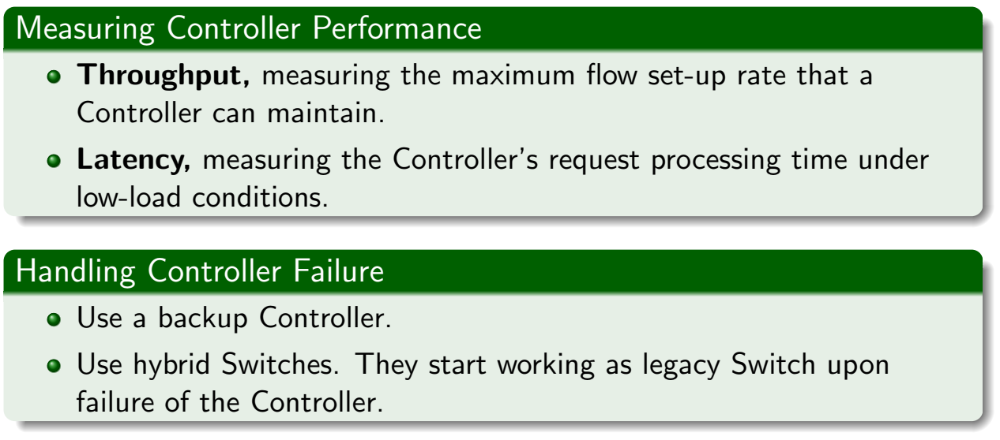 Measuring Controller Performance
Throughput, measuring the maximum flow set-up rate that a
Controller can maintain.
Latency, measuring the Controller's request processing time under
low-load conditions.
Handling Controller Failure
Use a backup Controller.
Use hybrid Switches. They start working as legacy Switch upon
failure of the Controller.